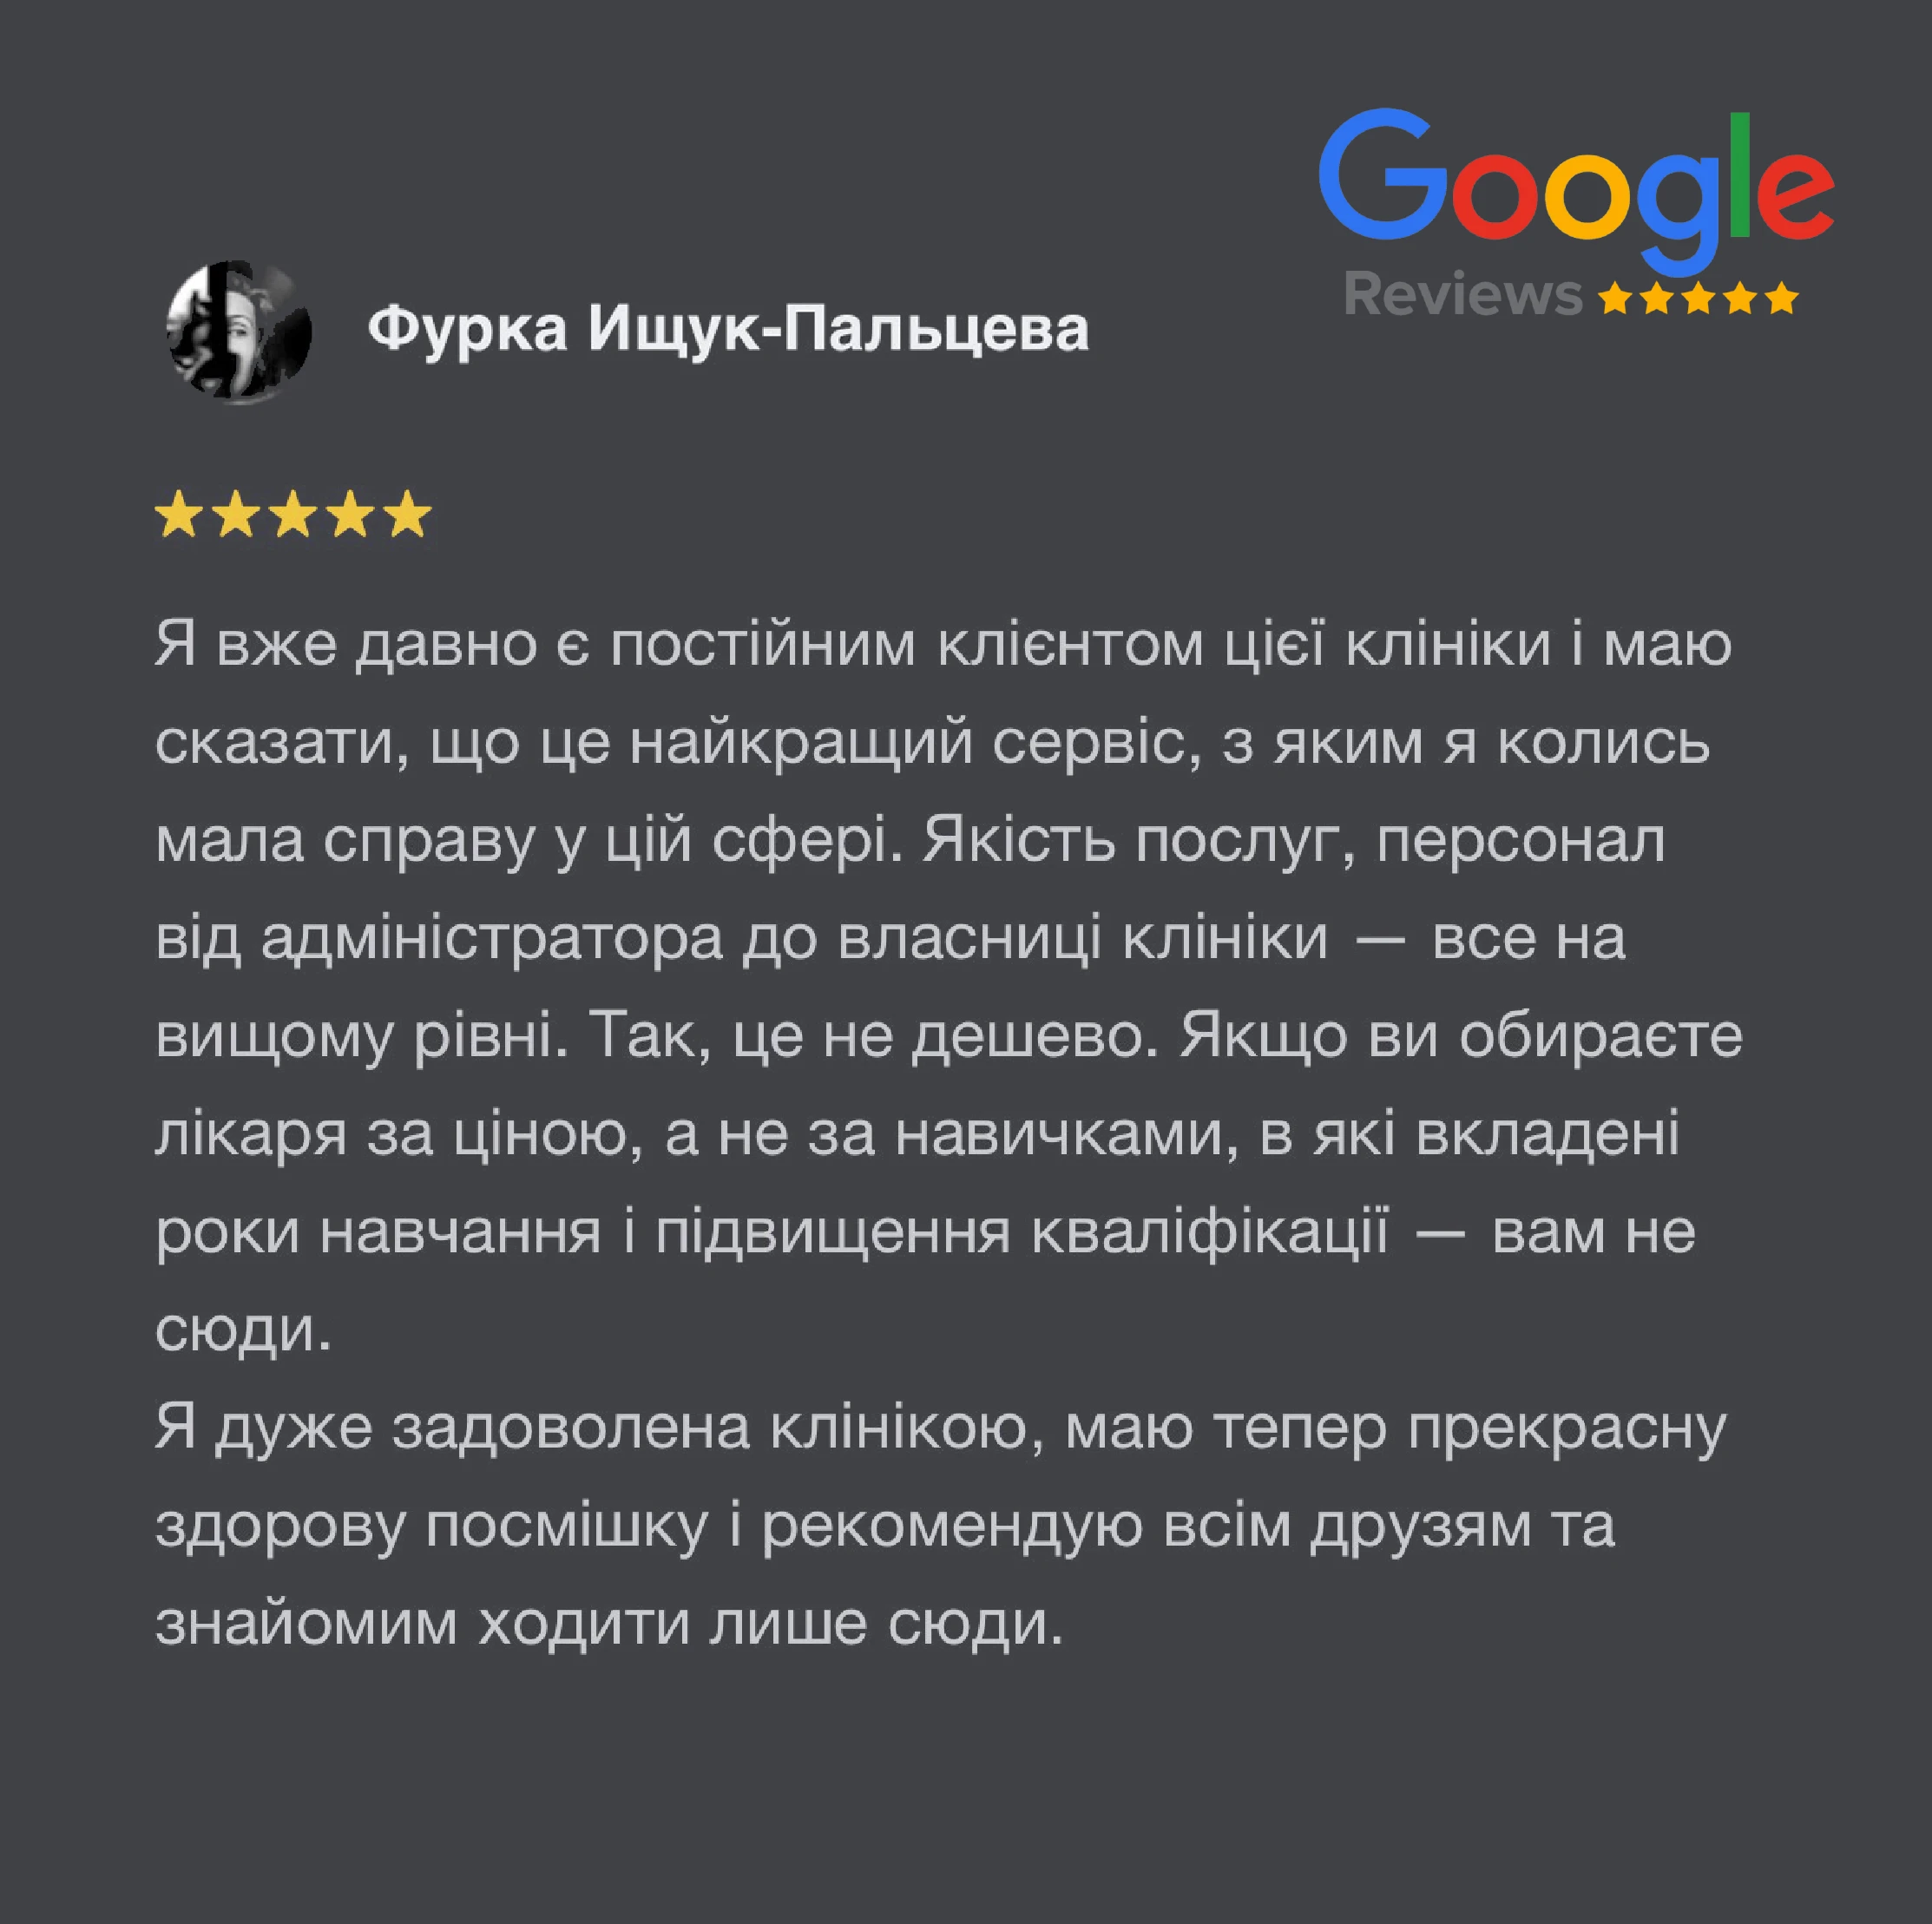 Google
Reviews
Фурка Ищук-Пальцева
Я вже давно є постійним клієнтом цієї клініки і маю
сказати, що це найкращий сервіс, з яким я колись
мала справу у цій сфері. Якість послуг, персонал
від адміністратора до власниці клініки — все на
вищому рівні. Так, це не дешево. Якщо ви обираєте
лікаря за ціною, а не за навичками, в які вкладені
роки навчання і підвищення кваліфікації — вам не
сюди.
Я дуже задоволена клінікою, маю тепер прекрасну
здорову посмішку і рекомендую всім друзям та
знайомим ходити лише сюди.